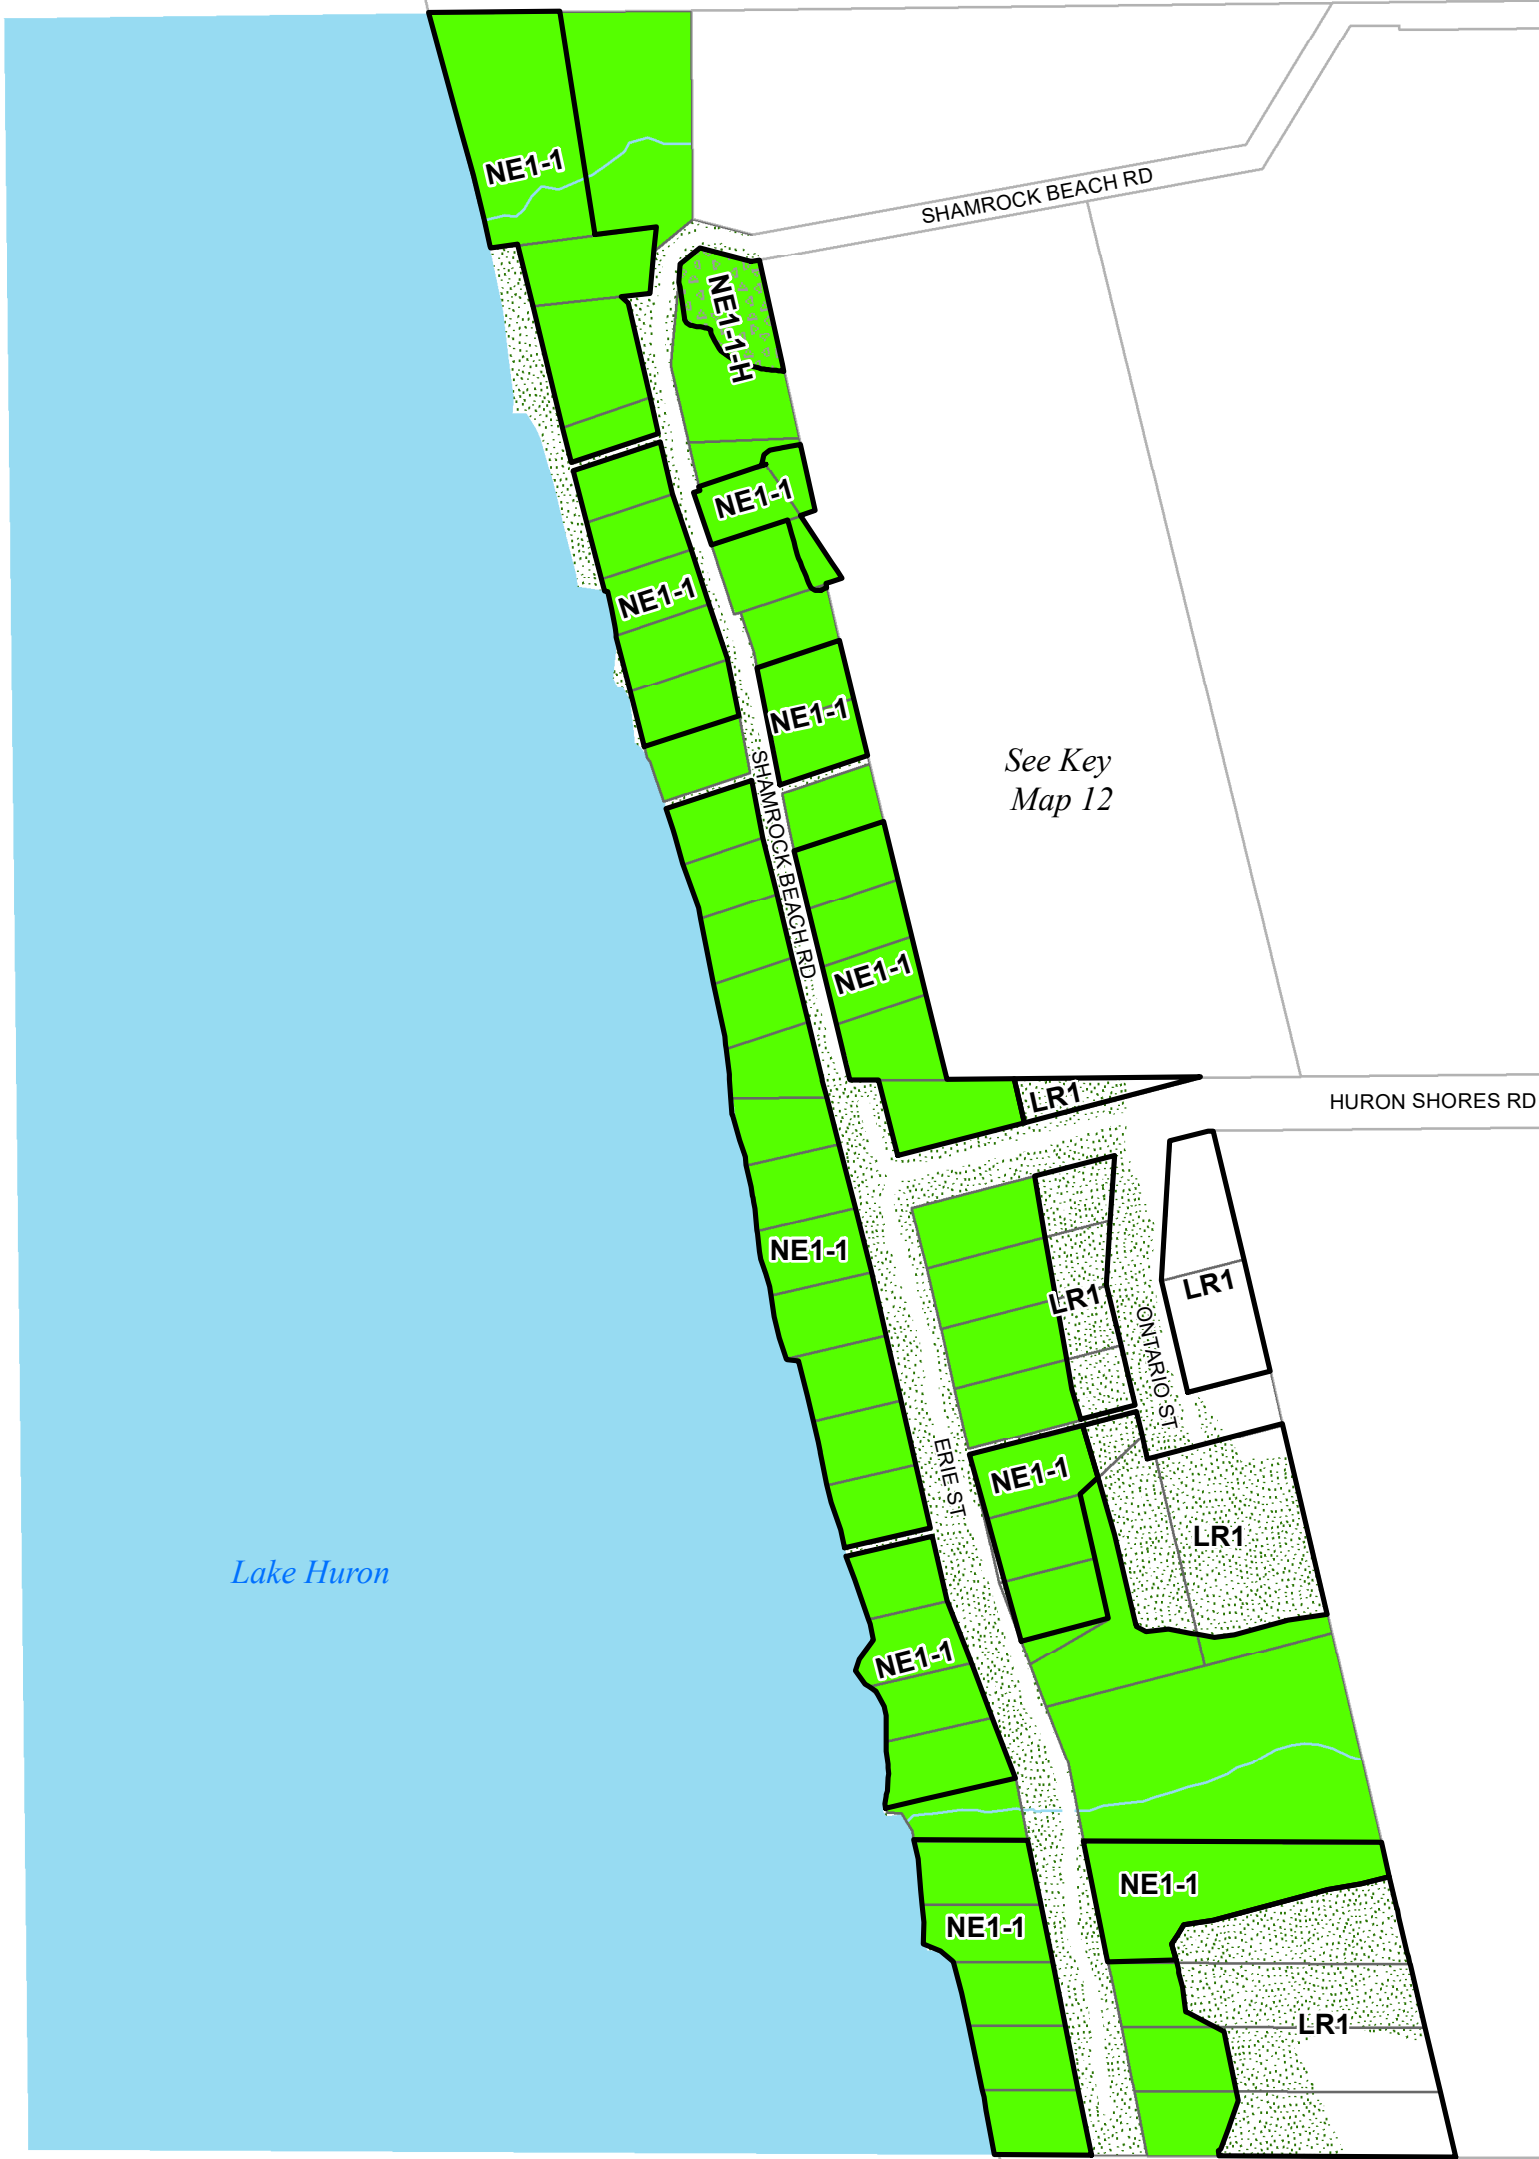 NE1-1
SHAMROCK BEACH RD
NE1-1-H
NE1-1
NE1-1
NE1-1
See Key
Map 12
SHAMROCK BEACH RD
NE1-1
LR1
HURON SHORES RD
NE1-1
LR1
LR1
ONTARIO ST
ERIE ST
NE1-1
LR1
Lake Huron
NE1-1
NE1-1
NE1-1
LR1